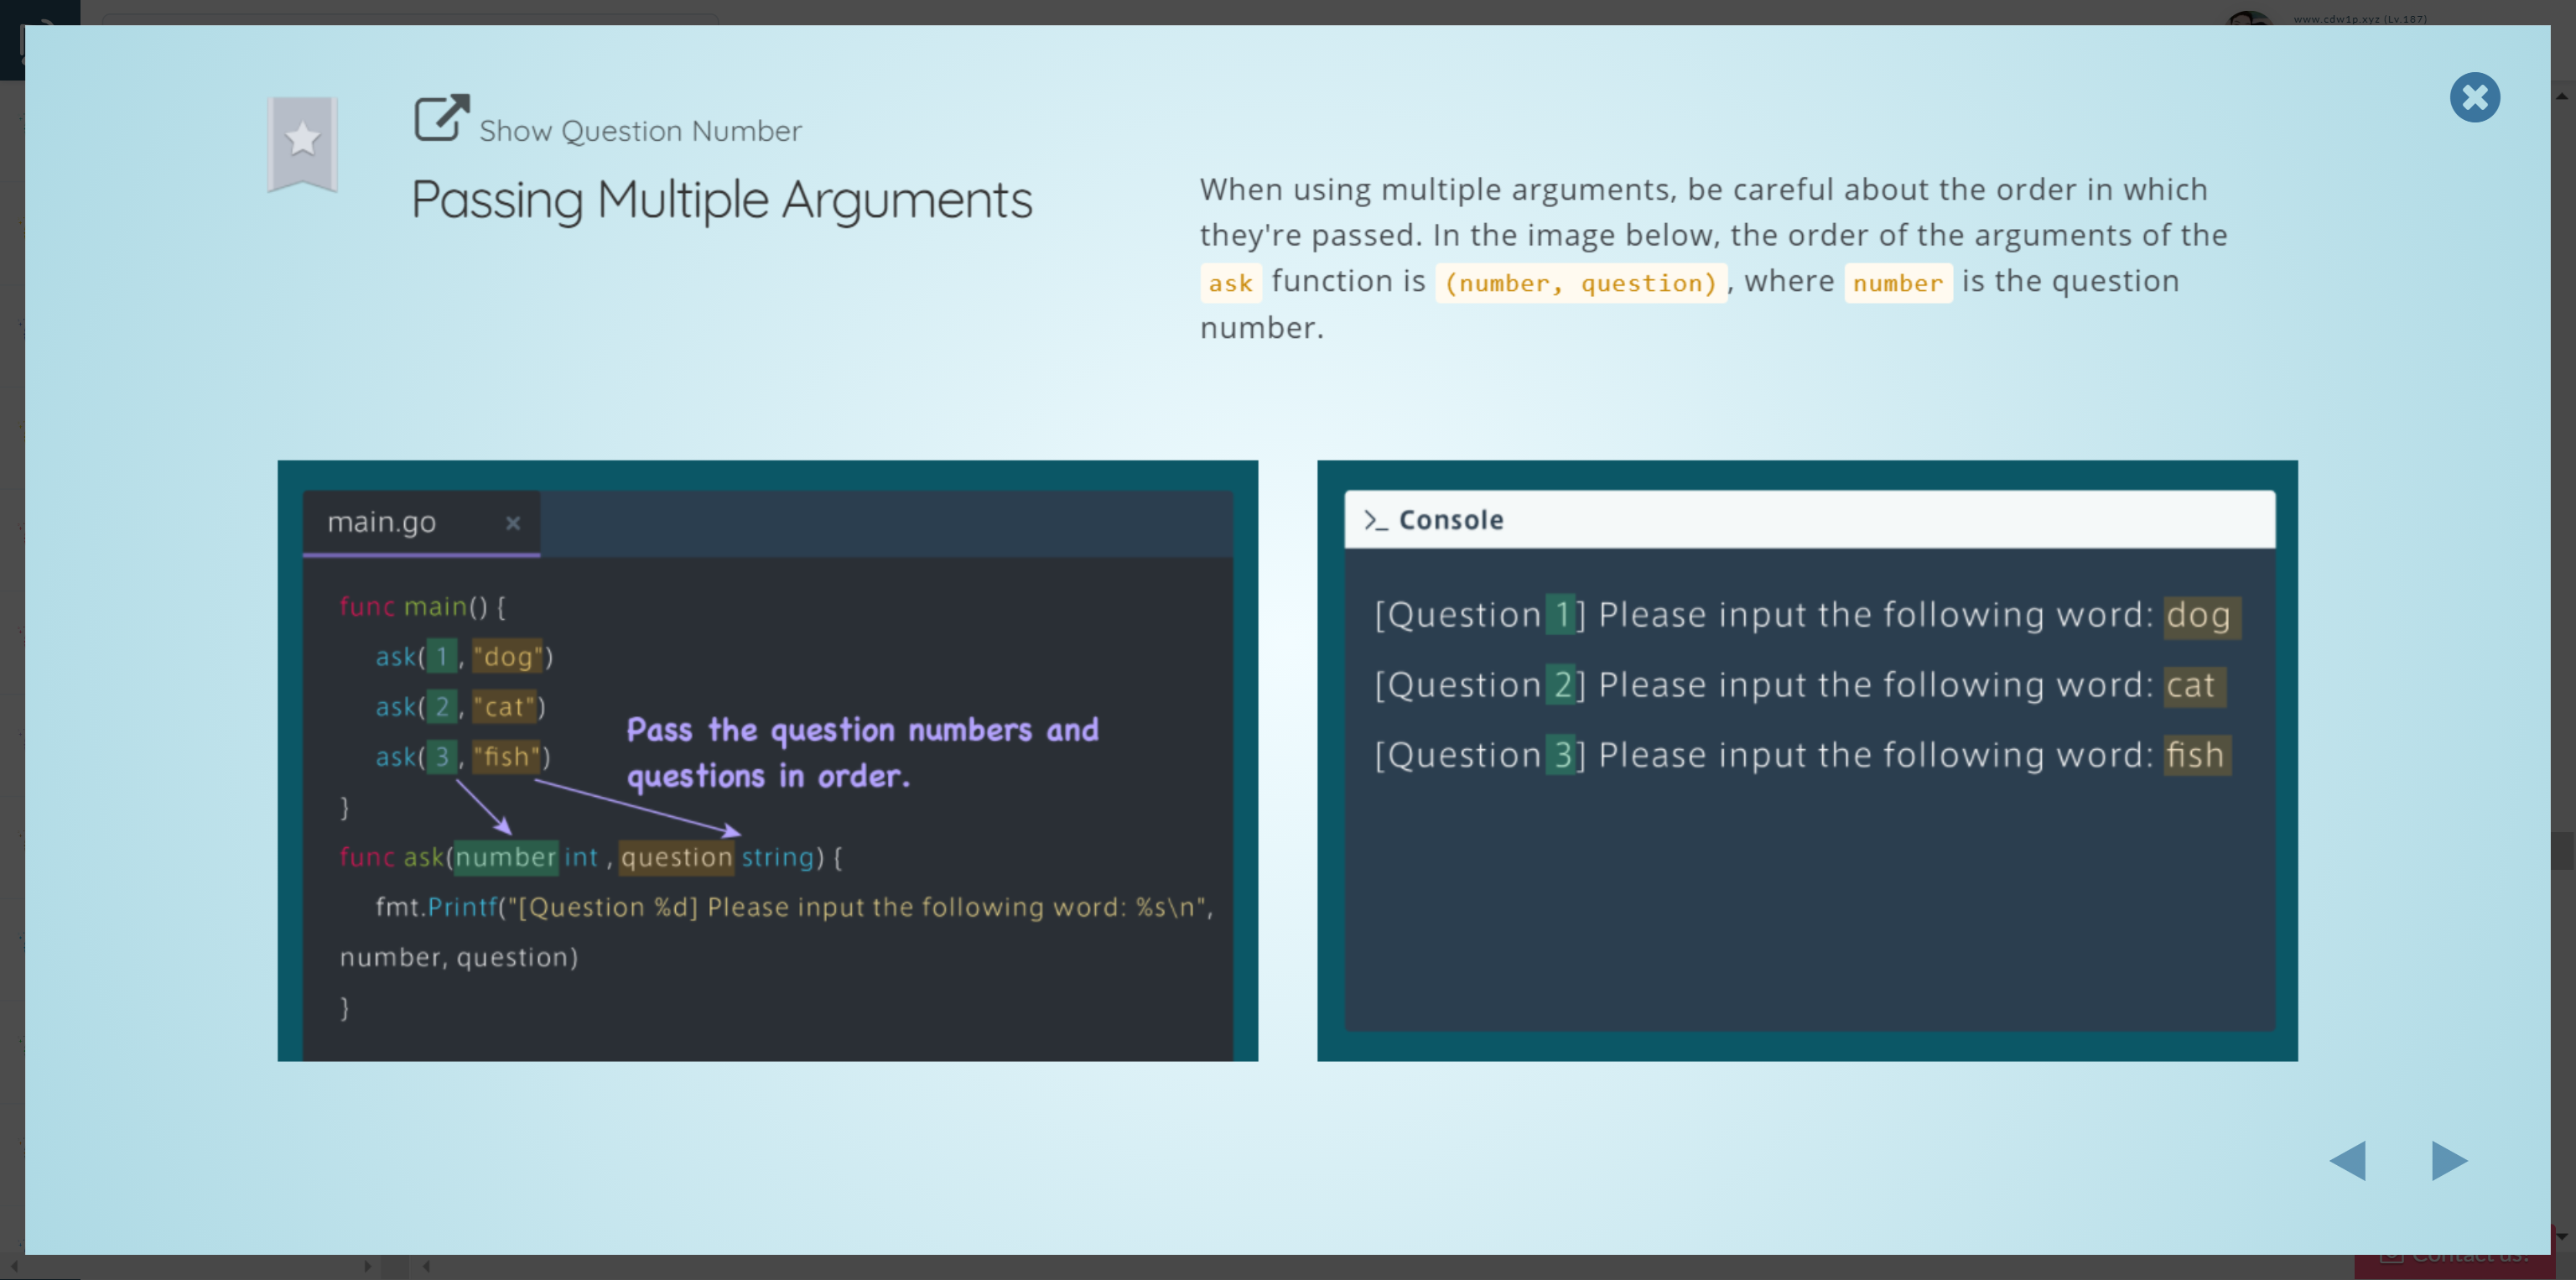 www.cdw1p.xyz (Lv.187)
Show Question Number
Passing Multiple Arguments
When using multiple arguments, be careful about the order in which
they're passed. In the image below, the order of the arguments of the
ask function is (number, question), where number is the question
number.
main.go
func main() {
ask(1, "dog")
ask(2, "cat")
ask(3, "fish")
Pass the question numbers and
questions in order.
}
func ask(number int , question string) {
fmt.Printf("[Question %d] Please input the following word: %s\n",
number, question)
}
>_ Console
[Question 1] Please input the following word: dog
[Question 2] Please input the following word: cat
[Question 3] Please input the following word: fish
Contact us!